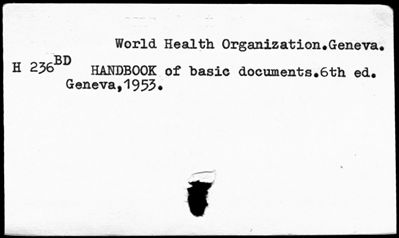 World Health Organization.Geneva.
H 236BD HANDBOOK of basic documents.6th ed.
Geneva,1953.